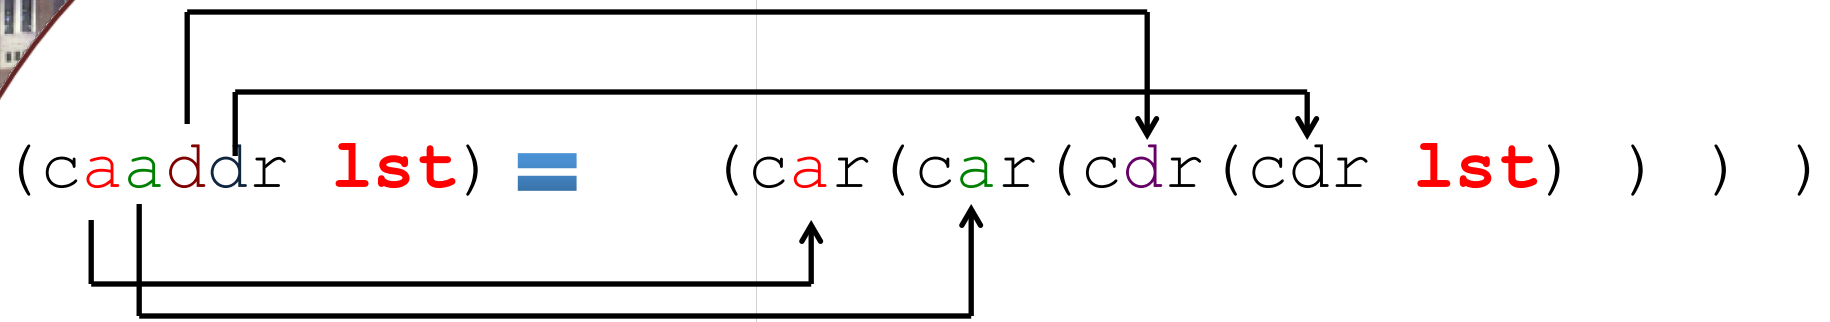 (caaddr lst) = (car(car(cdr(cdr lst) ) ) )